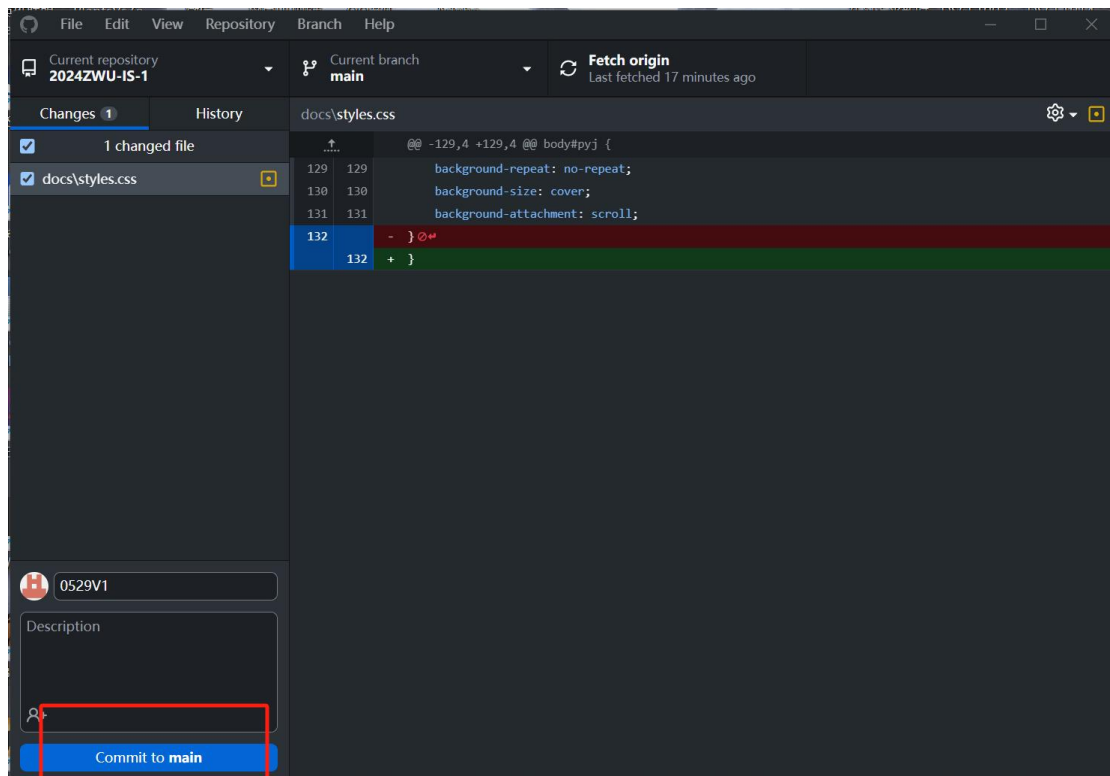 File Edit View Repository Branch Help
Current repository
2024ZWU-IS-1
Current branch
main
Fetch origin
Last fetched 17 minutes ago
Changes 1 History
docs\styles.css
1 changed file
docs\styles.css
@@ -129,4 +129,4 @@ body#pyj {
129 129 background-repeat: no-repeat;
130 130 background-size: cover;
131 131 background-attachment: scroll;
132 - }
132 + }
0529V1
Description
Commit to main